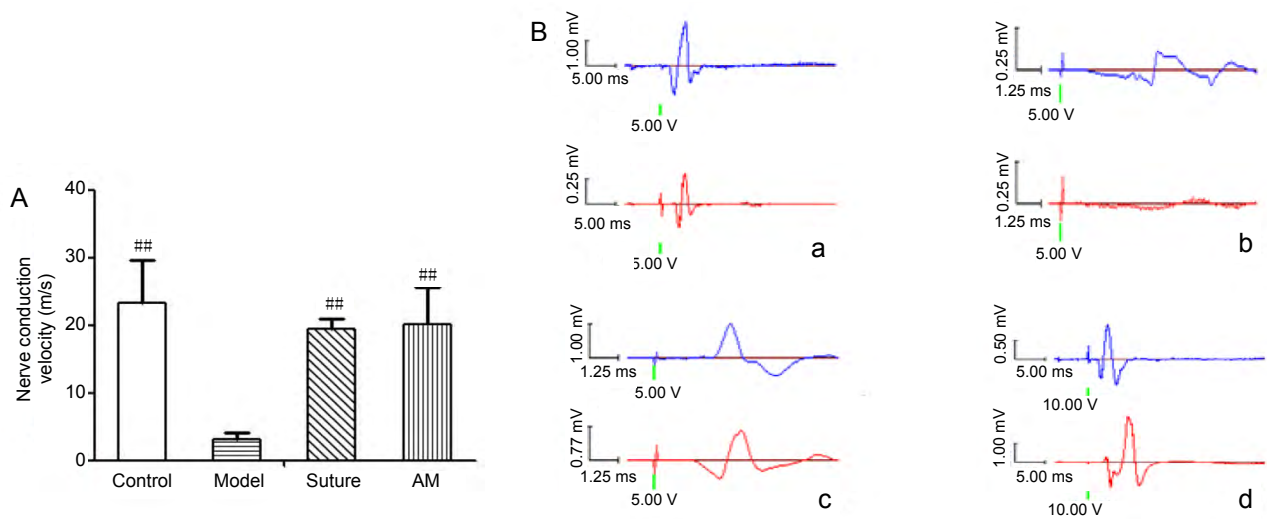 A
Nerve conduction
velocity (m/s)
40
30
20
10
0
##
##
##
Control
Model
Suture
AM
B
1.00 mV
5.00 ms
5.00 V
0.25 mV
5.00 ms
5.00 V
a
0.25 mV
1.25 ms
5.00 V
0.25 mV
1.25 ms
5.00 V
b
1.00 mV
1.25 ms
5.00 V
0.77 mV
1.25 ms
5.00 V
c
0.50 mV
5.00 ms
10.00 V
1.00 mV
5.00 ms
10.00 V
d